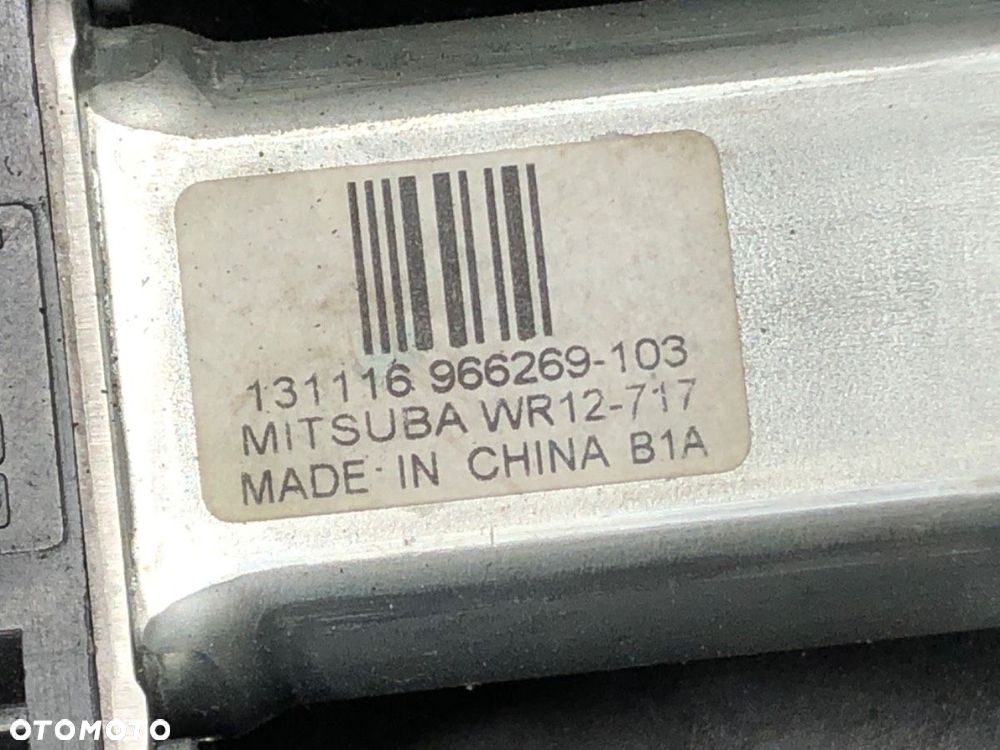 131116 966269-103
MITSUBA WR12-717
MADE IN CHINA B1A
OTOMOTO